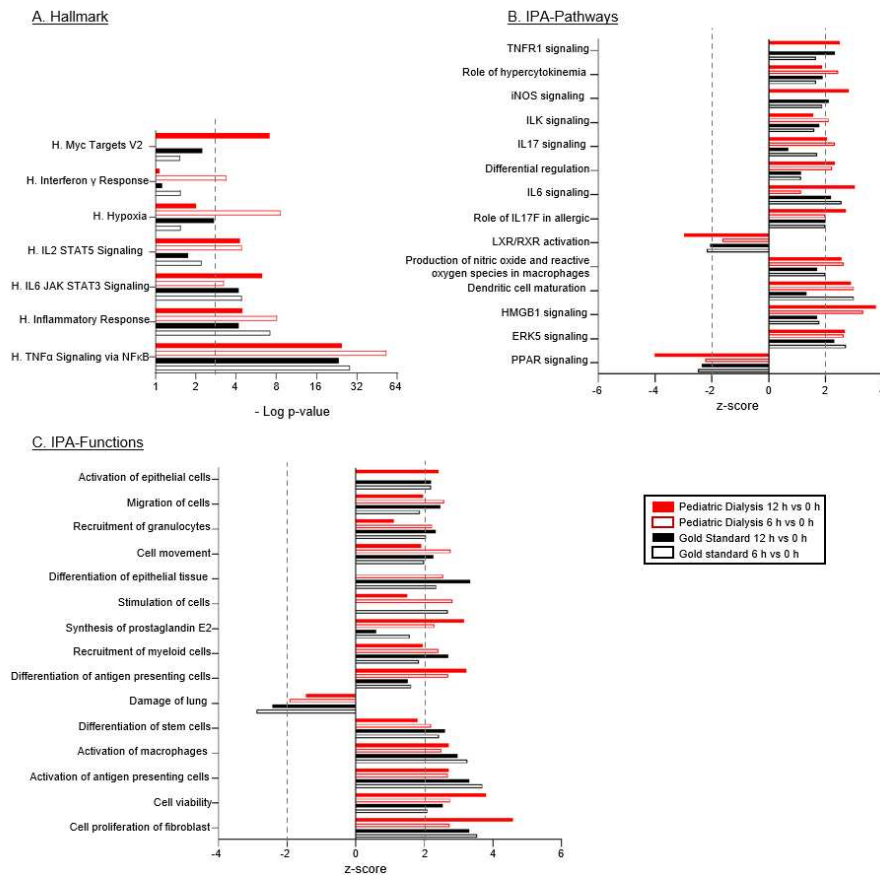 A. Hallmark
H. Myc Targets V2
H. Interferon γ Response
H. Hypoxia
H. IL2 STAT5 Signaling
H. IL6 JAK STAT3 Signaling
H. Inflammatory Response
H. TNFα Signaling via NFκB
1 2 4 8 16 32 64
- Log p-value
B. IPA-Pathways
TNFR1 signaling
Role of hypercytokinemia
iNOS signaling
ILK signaling
IL17 signaling
Differential regulation
IL6 signaling
Role of IL17F in allergic
LXR/RXR activation
Production of nitric oxide and reactive
oxygen species in macrophages
Dendritic cell maturation
HMGB1 signaling
ERK5 signaling
PPAR signaling
-6 -4 -2 0 2 4
z-score
C. IPA-Functions
Activation of epithelial cells
Migration of cells
Recruitment of granulocytes
Cell movement
Differentiation of epithelial tissue
Stimulation of cells
Synthesis of prostaglandin E2
Recruitment of myeloid cells
Differentiation of antigen presenting cells
Damage of lung
Differentiation of stem cells
Activation of macrophages
Activation of antigen presenting cells
Cell viability
Cell proliferation of fibroblast
-4 -2 0 2 4 6
z-score
Pediatric Dialysis 12 h vs 0 h
Pediatric Dialysis 6 h vs 0 h
Gold Standard 12 h vs 0 h
Gold standard 6 h vs 0 h